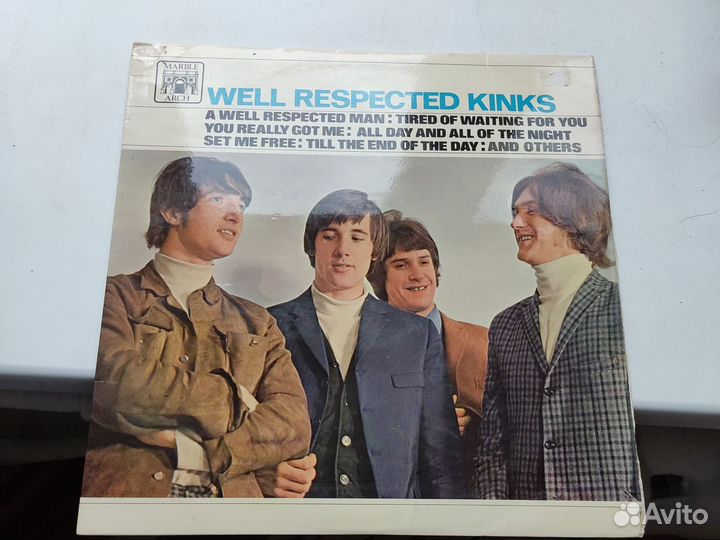 MARBLE
ARCH
WELL RESPECTED KINKS
A WELL RESPECTED MAN : TIRED OF WAITING FOR YOU
YOU REALLY GOT ME : ALL DAY AND ALL OF THE NIGHT
SET ME FREE : TILL THE END OF THE DAY : AND OTHERS
Avito